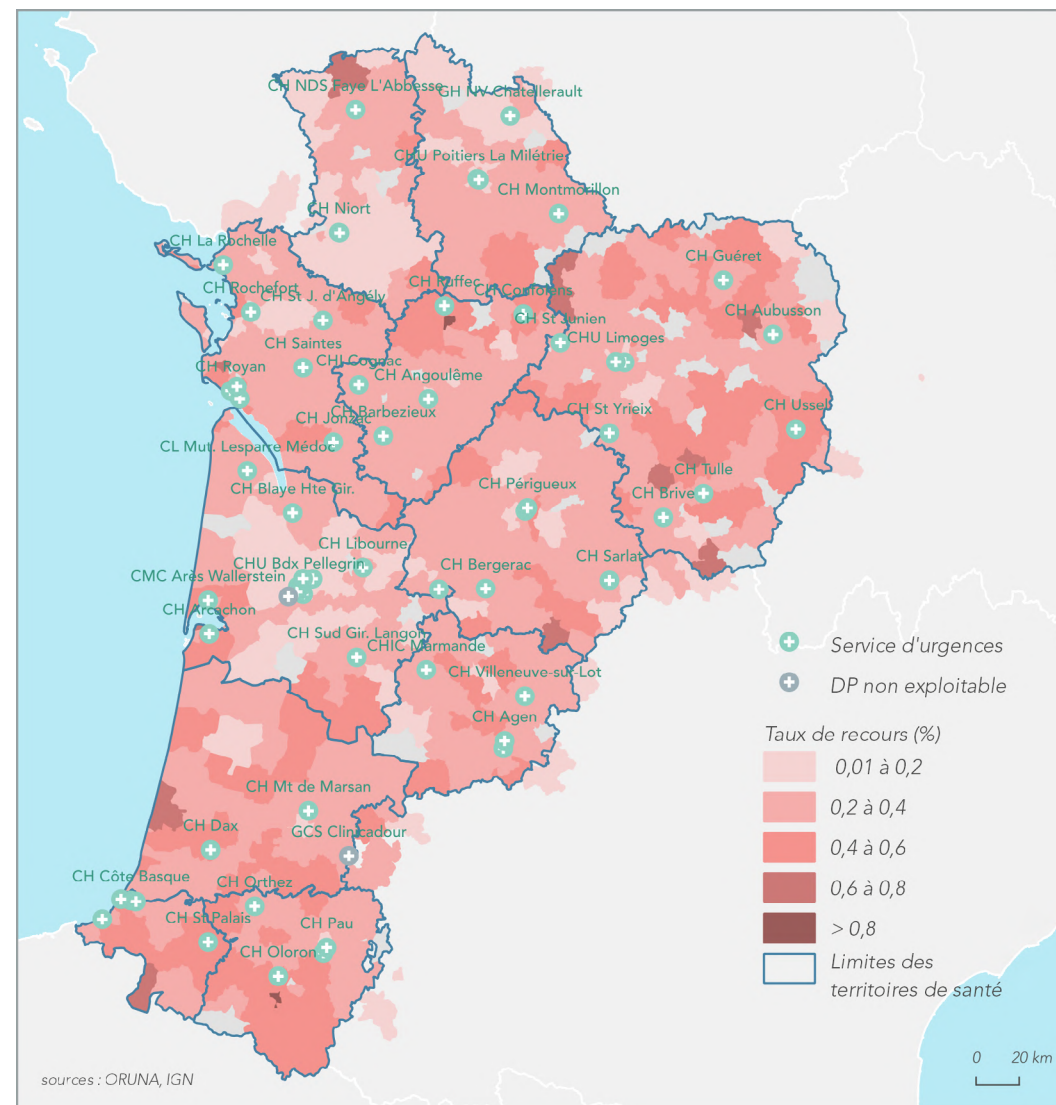 CH NDS Faye L'Abbesse
GH NV Chatellerault
CHU Poitiers La Milétrie
CH Montmorillon
CH Niort
CH La Rochelle
CH Guéret
CH Rochefort
CH St J. d'Angély
CH Ruffec
CH Confolens
CH Aubusson
CH St Junien
CHU Limoges
CH Saintes
CHI Cognac
CH Royan
CH Angoulême
CH Barbezieux
CH Jonzac
CH St Yrieix
CH Ussel
CL Mut. Lesparre Médoc
CH Tulle
CH Blaye Hte Gir.
CH Périgueux
CH Brive
CH Libourne
CH Sarlat
CHU Bdx Pellegrin
CH Bergerac
CMC Arès Wallerstein
CH Arcachon
CH Sud Gir. Langon
CHIC Marmande
CH Villeneuve-sur-Lot
CH Agen
CH Mt de Marsan
CH Dax
GCS Clinicadour
CH Côte Basque
CH Orthez
CH St Palais
CH Pau
CH Oloron
Service d'urgences
DP non exploitable
Taux de recours (%)
0,01 à 0,2
0,2 à 0,4
0,4 à 0,6
0,6 à 0,8
> 0,8
Limites des
territoires de santé
0 20 km
sources : ORUNA, IGN